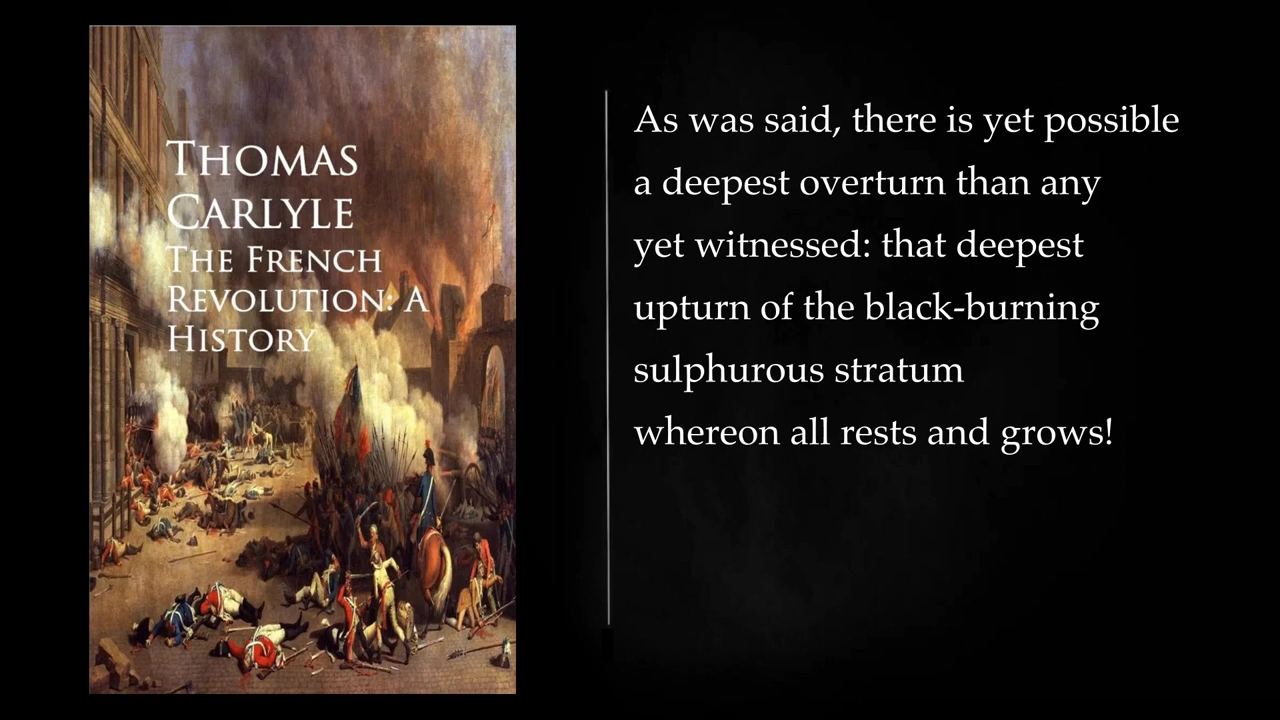 THOMAS
CARLYLE
THE FRENCH
REVOLUTION: A
HISTORY
As was said, there is yet possible
a deepest overturn than any
yet witnessed: that deepest
upturn of the black-burning
sulphurous stratum
whereon all rests and grows!